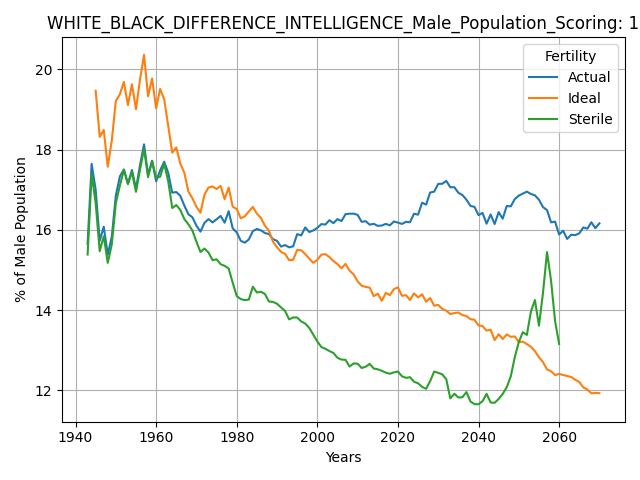 WHITE_BLACK_DIFFERENCE_INTELLIGENCE_Male_Population_Scoring: 1
Fertility
Actual
Ideal
Sterile
% of Male Population
20
18
16
14
12
1940 1960 1980 2000 2020 2040 2060
Years